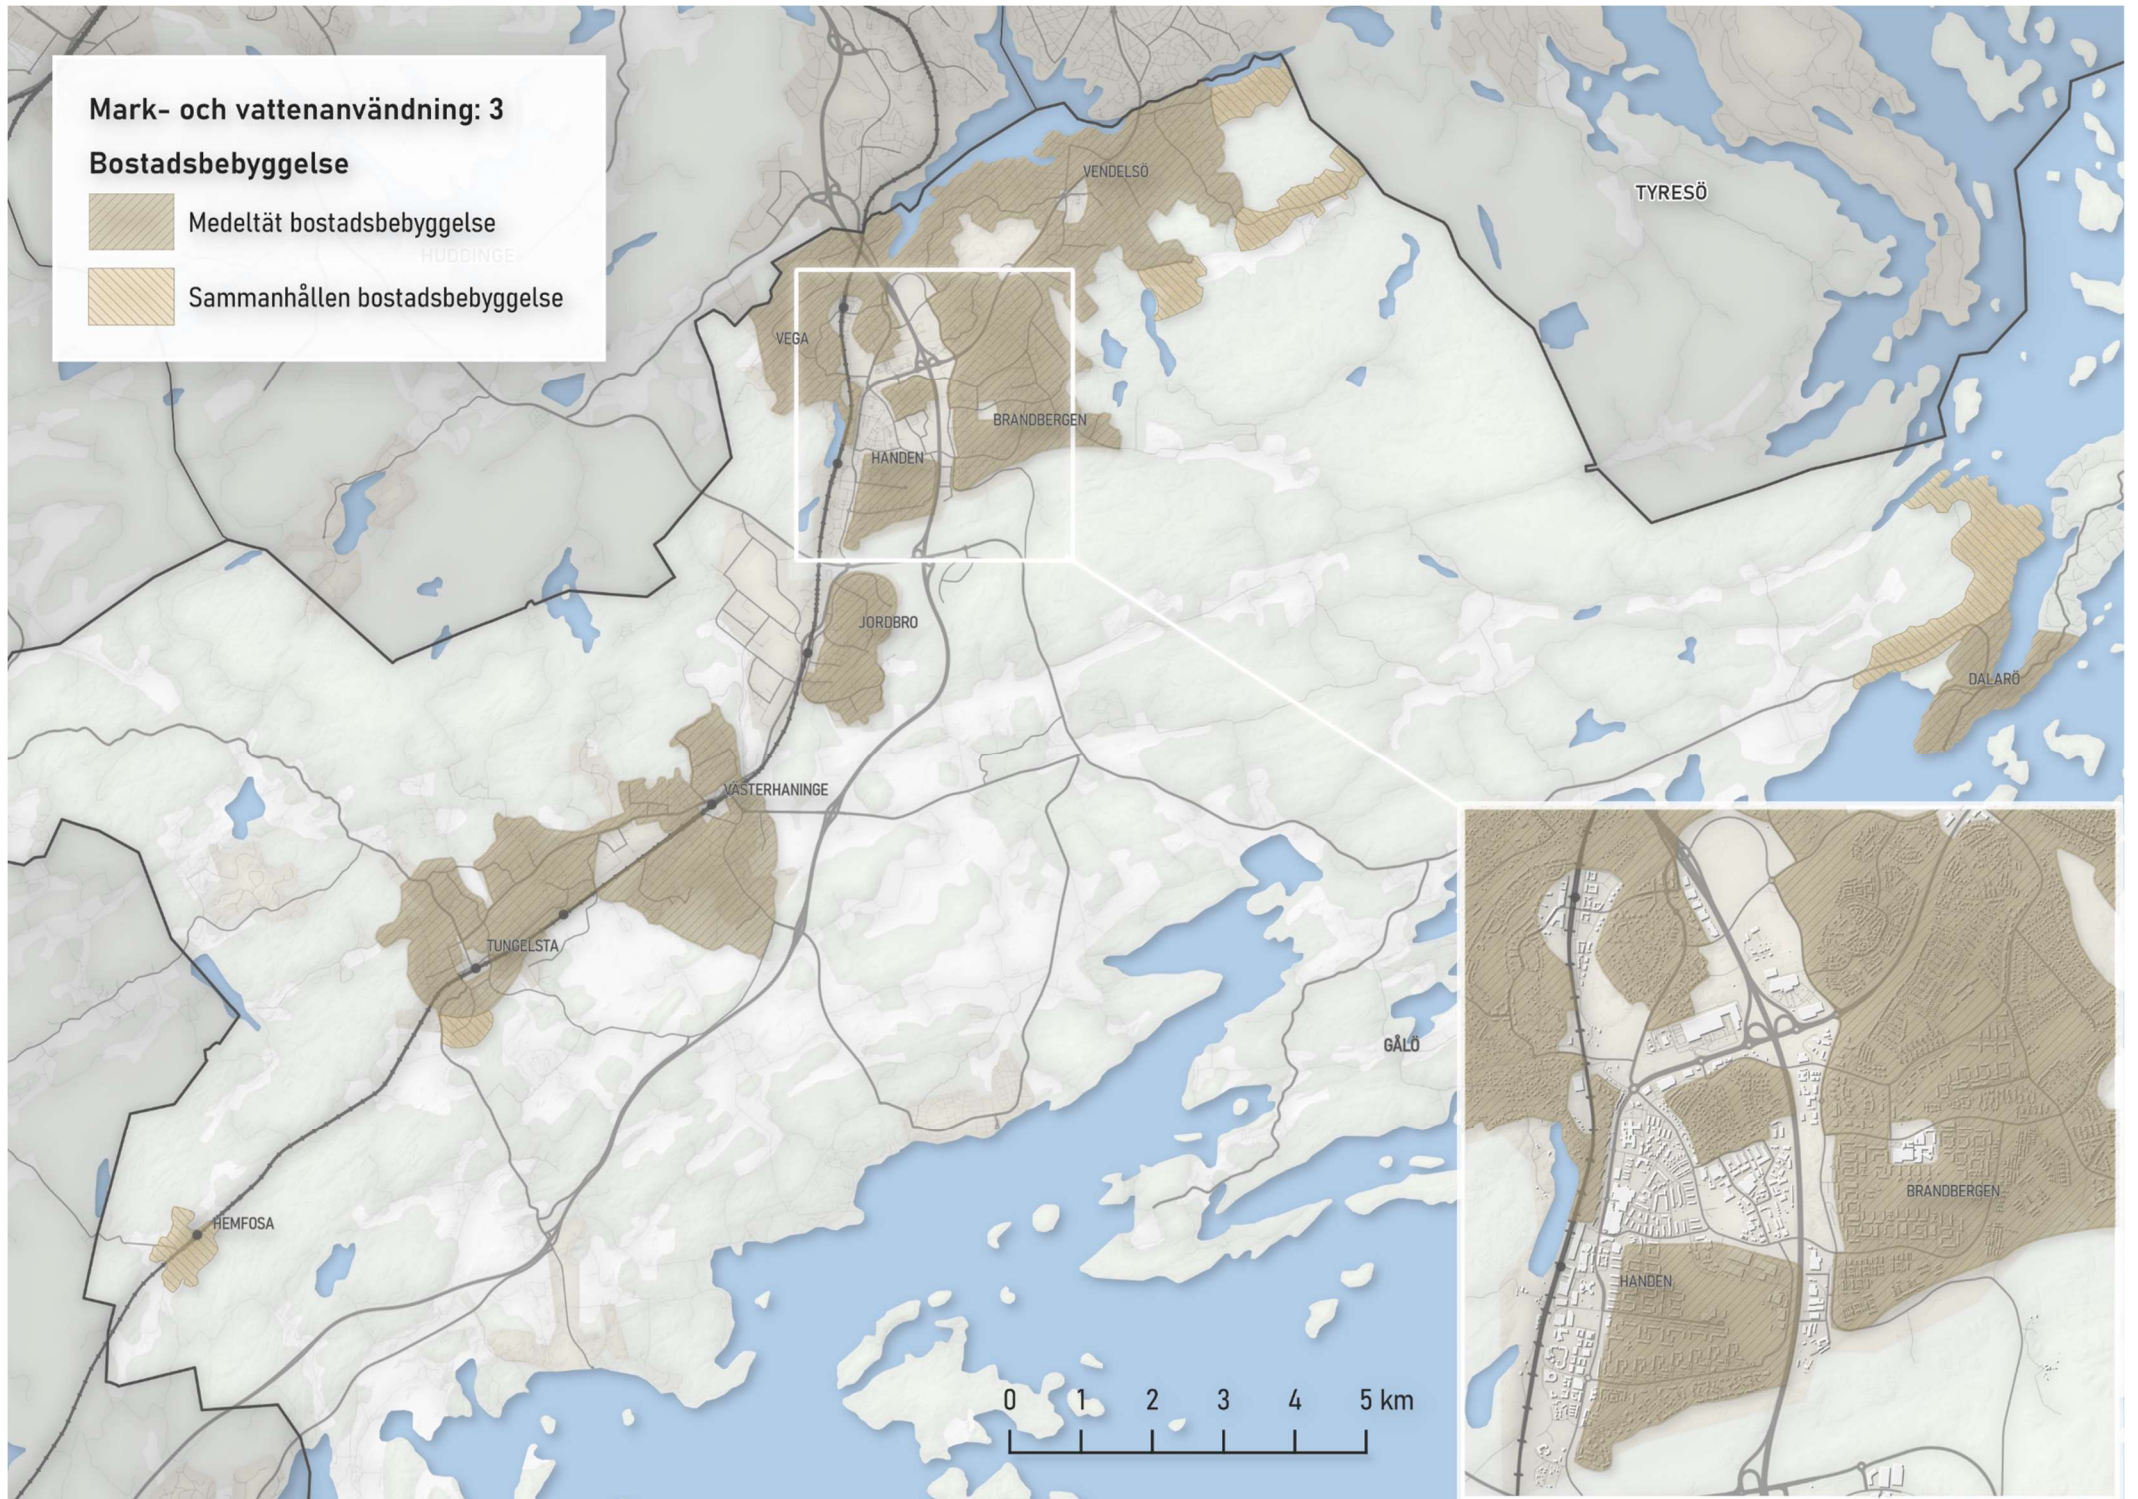 Mark- och vattenanvändning: 3
Bostadsbebyggelse
Medeltät bostadsbebyggelse
HUDDINGE
Sammanhållen bostadsbebyggelse
VENDELSÖ
TYRESÖ
VEGA
BRANDBERGEN
HANDEN
JORDBRO
DALARÖ
VÄSTERHANINGE
TUNGELSTA
GÅLÖ
HEMFOSA
BRANDBERGEN
HANDEN
0 1 2 3 4 5 km